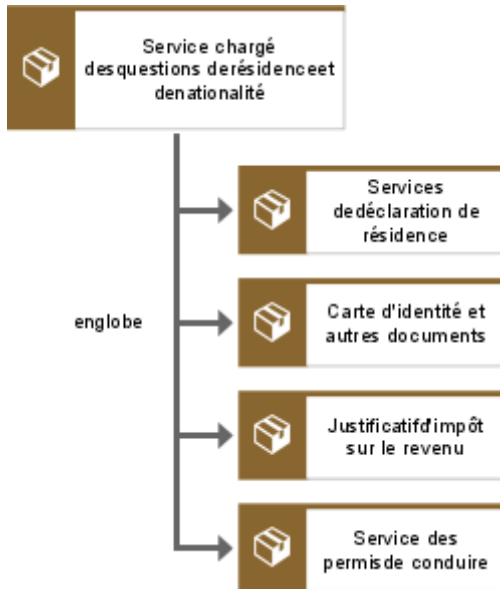 Service chargé
desquestions derésidenceet
denationalité
Services
dedéclaration de
résidence
englobe
Carte d'identité et
autres documents
Justificatifd'impôt
sur le revenu
Service des
permisde conduire